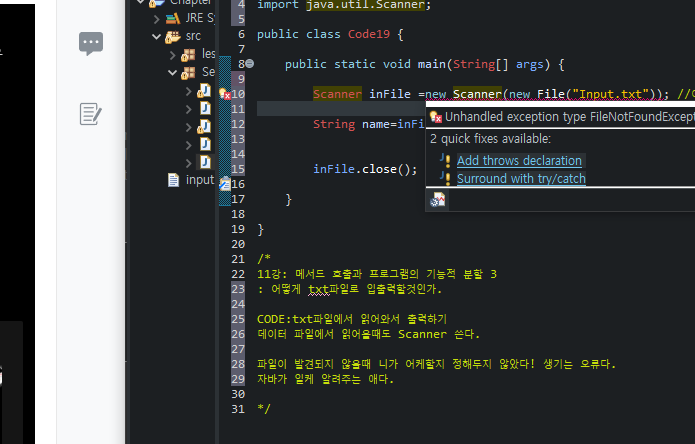 Chapter
JRE Sy
src
les
Se
input
4 import java.util.Scanner;
5
6 public class Code19 {
7
8 public static void main(String[] args) {
9
10 Scanner inFile =new Scanner(new File("Input.txt")); //
11
Unhandled exception type FileNotFoundExcept
12 String name=inFi
13
2 quick fixes available:
14
Add throws declaration
15 inFile.close();
Surround with try/catch
16
17 }
18
19 }
20
21 /*
22 11강: 메서드 호출과 프로그램의 기능적 분할 3
23 : 어떻게 txt파일로 입출력할것인가.
24
25 CODE:txt파일에서 읽어와서 출력하기
26 데이터 파일에서 읽어올때도 Scanner 쓴다.
27
28 파일이 발견되지 않을때 니가 어케할지 정해두지 않았다! 생기는 오류다.
29 자바가 일케 알려주는 애다.
30
31 */